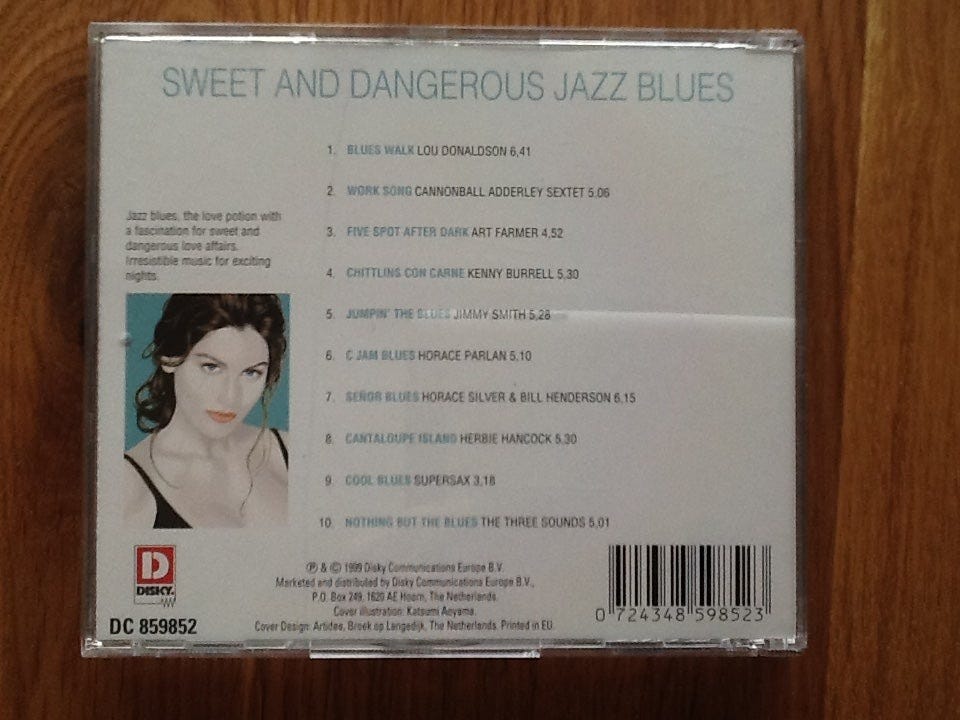 SWEET AND DANGEROUS JAZZ BLUES
1. BLUES WALK LOU DONALDSON 6,41
2. WORK SONG CANNONBALL ADDERLEY SEXTET 5.06
3. FIVE SPOT AFTER DARK ART FARMER 4,52
4. CHITTLINS CON CARNE KENNY BURRELL 5,30
5. JUMPIN' THE BLUES JIMMY SMITH 5,28
6. C JAM BLUES HORACE PARLAN 5,10
7. SEÑOR BLUES HORACE SILVER & BILL HENDERSON 6,15
8. CANTALOUPE ISLAND HERBIE HANCOCK 5.30
9. COOL BLUES SUPERSAX 3,18
10. NOTHING BUT THE BLUES THE THREE SOUNDS 5,01
Jazz blues, the love potion with
a fascination for sweet and
dangerous love affairs.
Irresistible music for exciting
nights.
D
DISKY.
DC 859852
℗ & © 1999 Disky Communications Europe B.V.
Marketed and distributed by Disky Communications Europe B.V.,
P.O. Box 249, 1620 AE Hoorn, The Netherlands.
Cover illustration: Katsumi Aoyama.
Cover Design: Artidee, Broek op Langedijk, The Netherlands. Printed in EU.
0 724348 598523